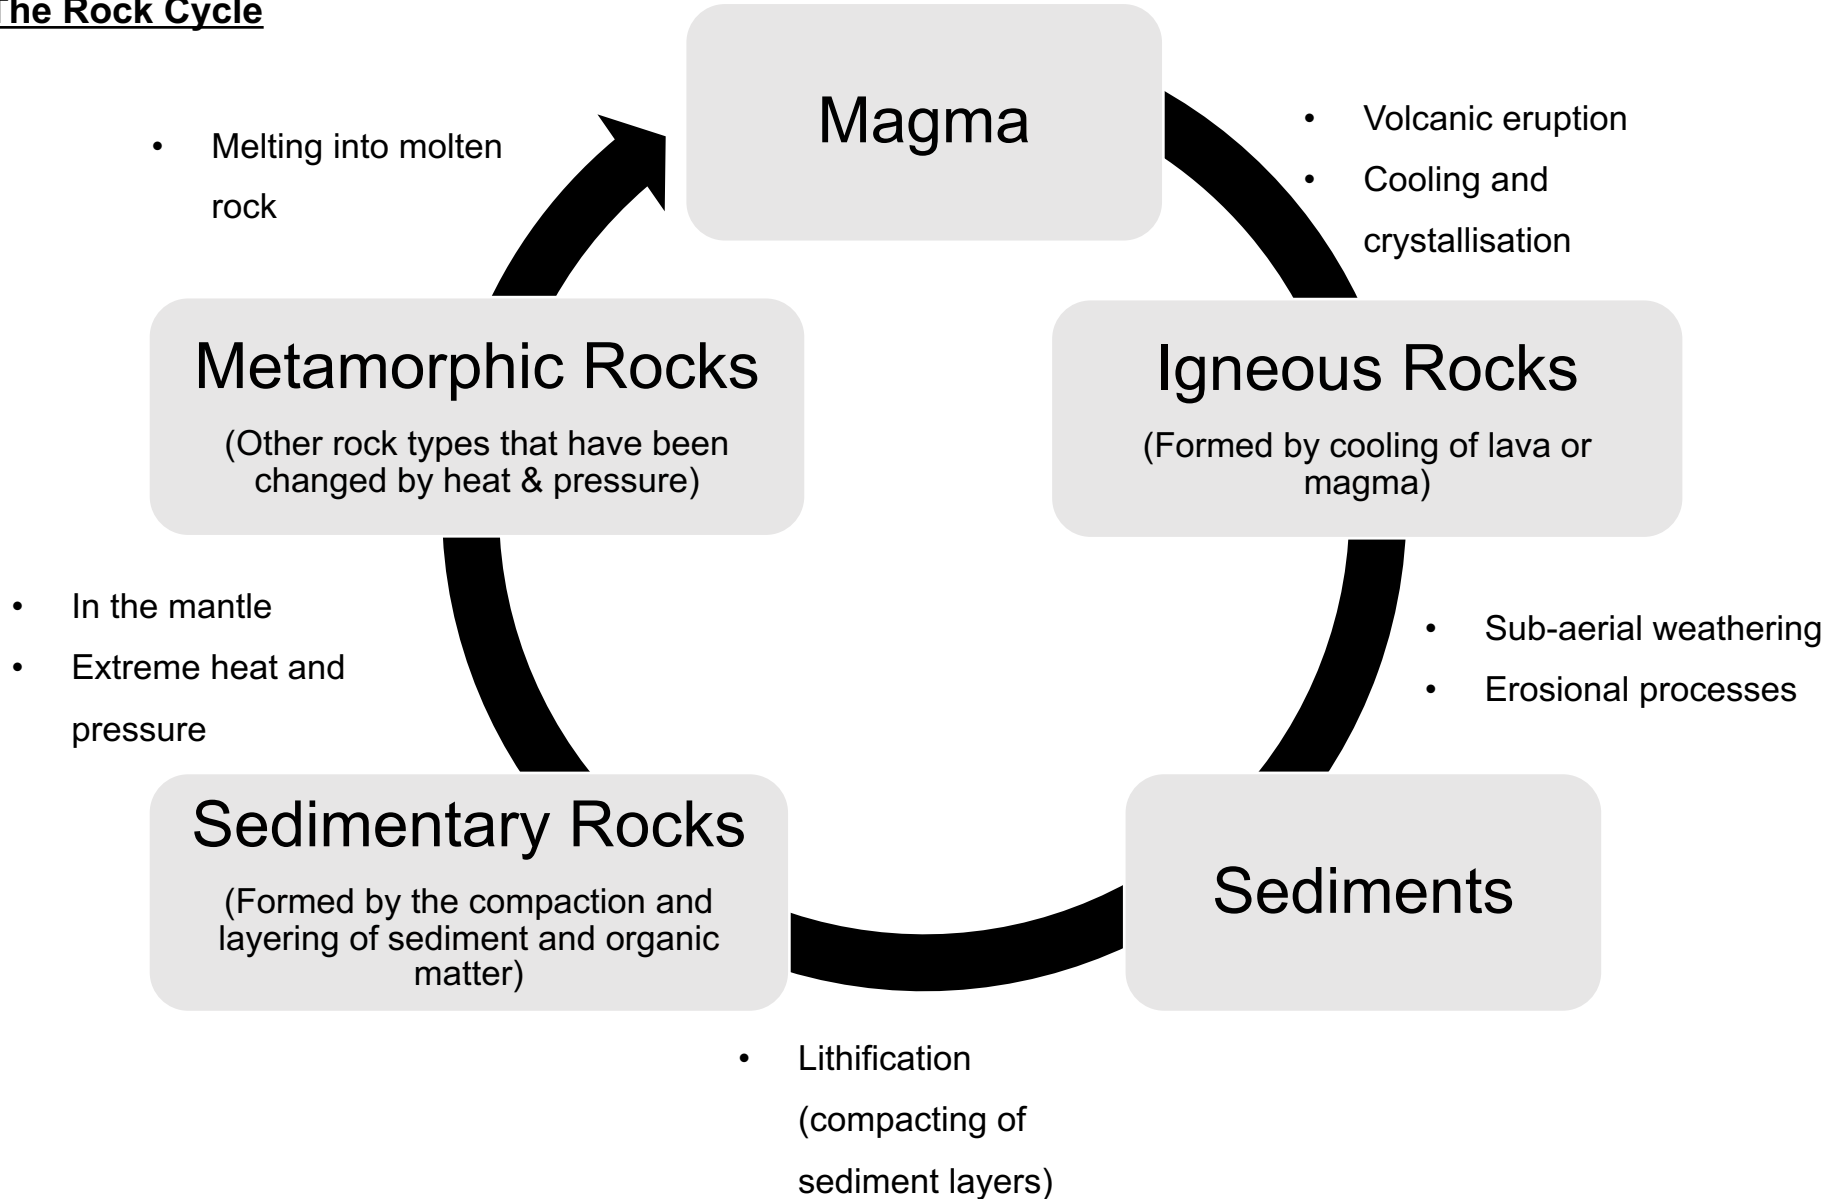 The Rock Cycle
Magma
• Volcanic eruption
• Cooling and
crystallisation
Igneous Rocks
(Formed by cooling of lava or
magma)
• Sub-aerial weathering
• Erosional processes
Sediments
• Lithification
(compacting of
sediment layers)
Sedimentary Rocks
(Formed by the compaction and
layering of sediment and organic
matter)
• In the mantle
• Extreme heat and
pressure
Metamorphic Rocks
(Other rock types that have been
changed by heat & pressure)
• Melting into molten
rock